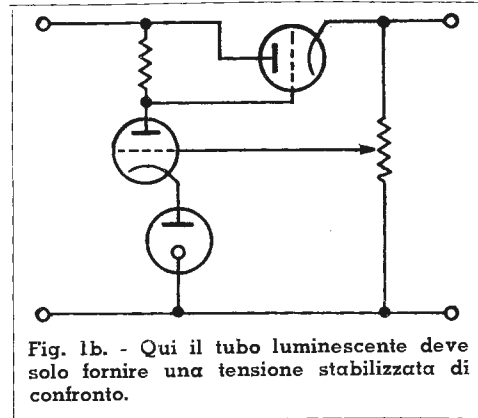 Fig. 1b. - Qui il tubo luminescente deve
solo fornire una tensione stabilizzata di
confronto.